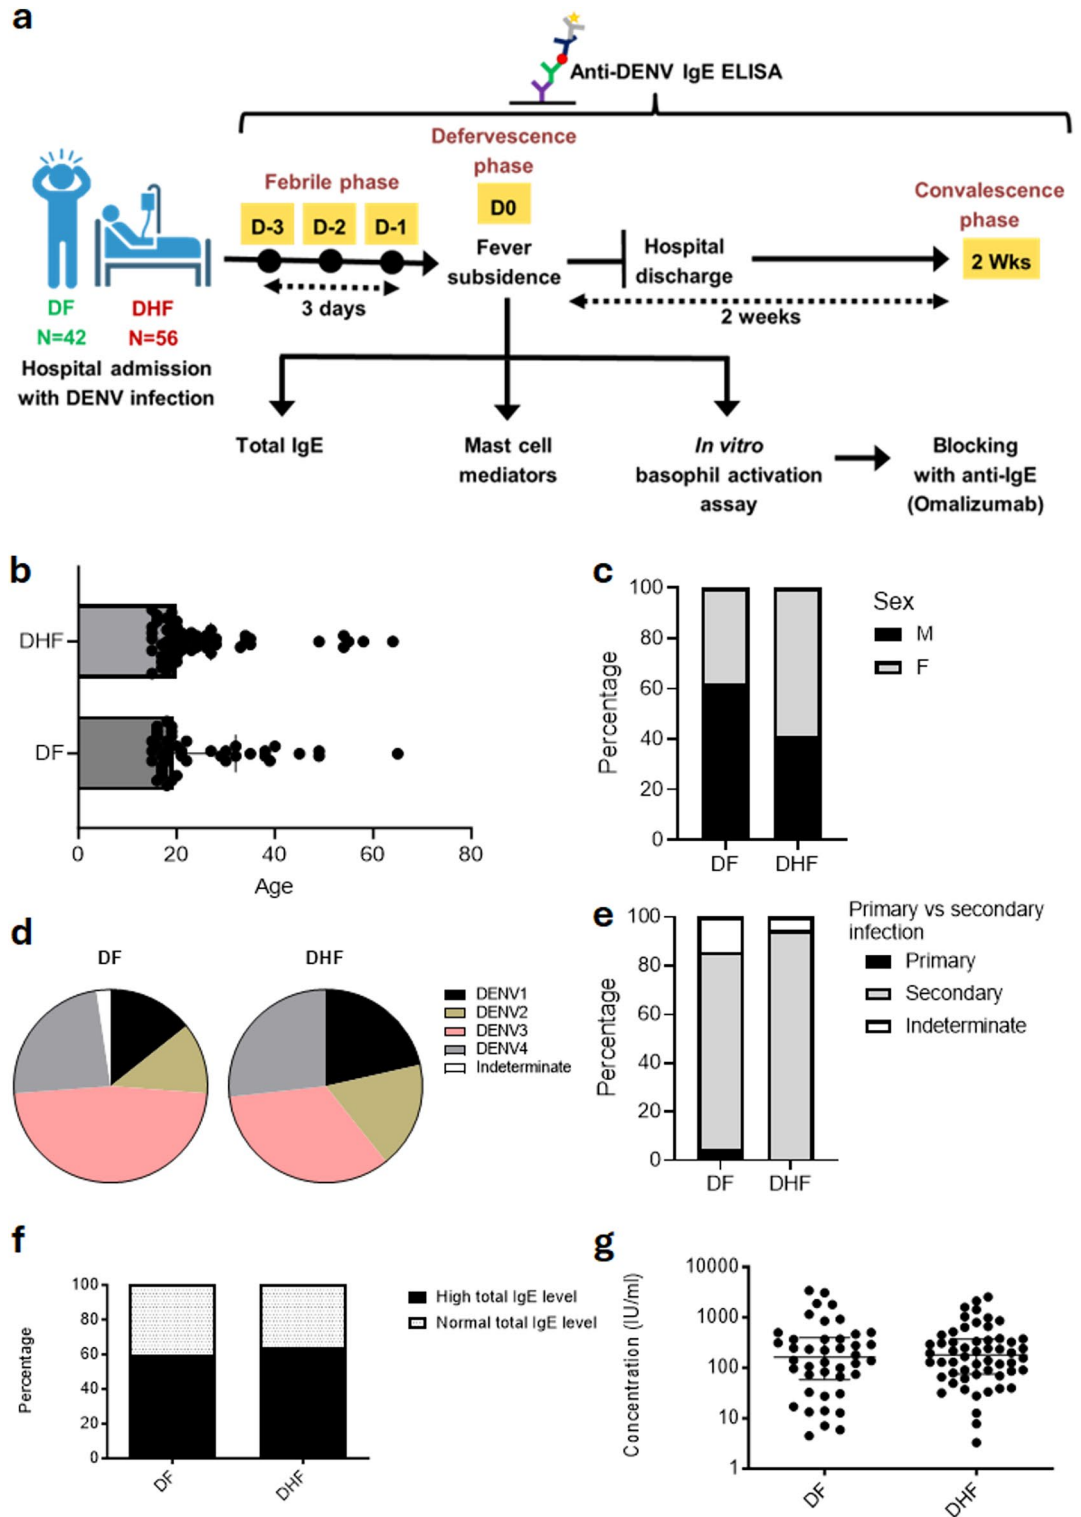 a
Anti-DENV IgE ELISA
Defervescence
phase
Febrile phase
Convalescence
phase
D-3
D-2
D-1
D0
2 Wks
Fever
subsidence
Hospital
discharge
3 days
2 weeks
DF
N=42
DHF
N=56
Hospital admission
with DENV infection
Total IgE
Mast cell
mediators
In vitro
basophil activation
assay
Blocking
with anti-IgE
(Omalizumab)
b
DHF
DF
0 20 40 60 80
Age
c
100
80
60
40
20
0
Percentage
DF DHF
Sex
M
F
d
DF
DHF
DENV1
DENV2
DENV3
DENV4
Indeterminate
e
100
80
60
40
20
0
Percentage
DF DHF
Primary vs secondary
infection
Primary
Secondary
Indeterminate
f
100
80
60
40
20
0
Percentage
DF
DHF
High total IgE level
Normal total IgE level
g
10000
1000
100
10
1
Concentration (IU/ml)
DF
DHF